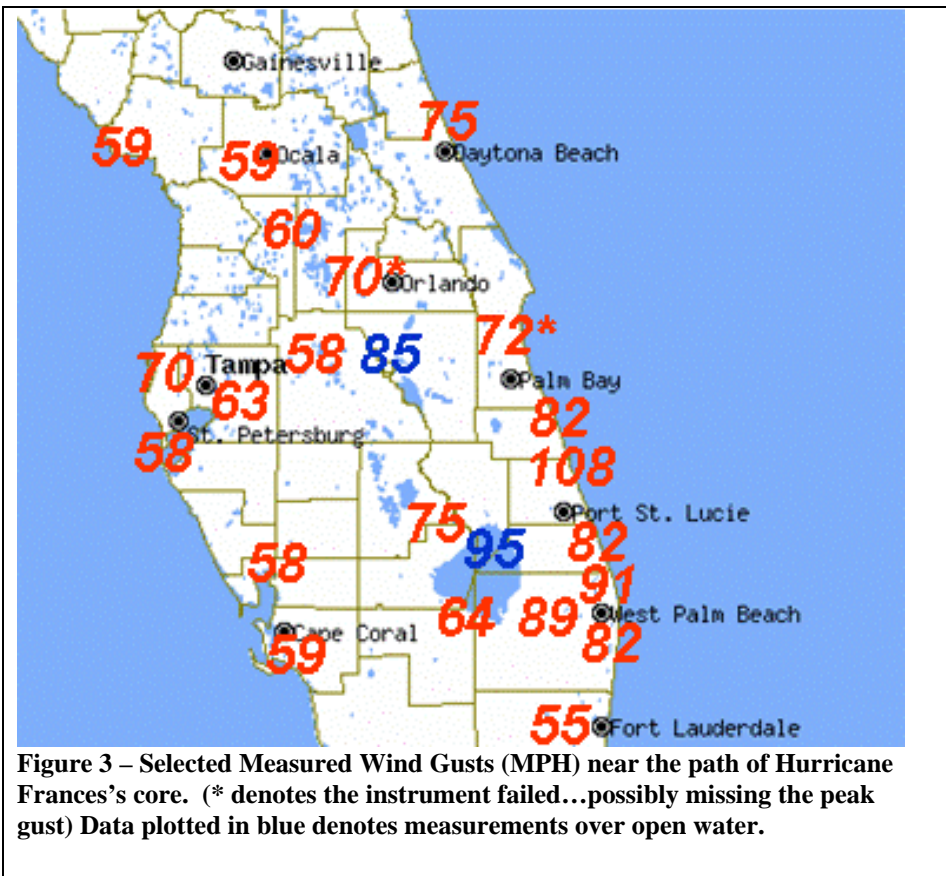 Gainesville
75
59
59
Ocala
Daytona Beach
60
70*
Orlando
72*
58
85
70
Tampa
63
Palm Bay
82
St. Petersburg
58
108
75
Port St. Lucie
95
82
58
91
64
89
West Palm Beach
Cape Coral
59
82
55
Fort Lauderdale
Figure 3 – Selected Measured Wind Gusts (MPH) near the path of Hurricane
Frances's core. (* denotes the instrument failed…possibly missing the peak
gust) Data plotted in blue denotes measurements over open water.